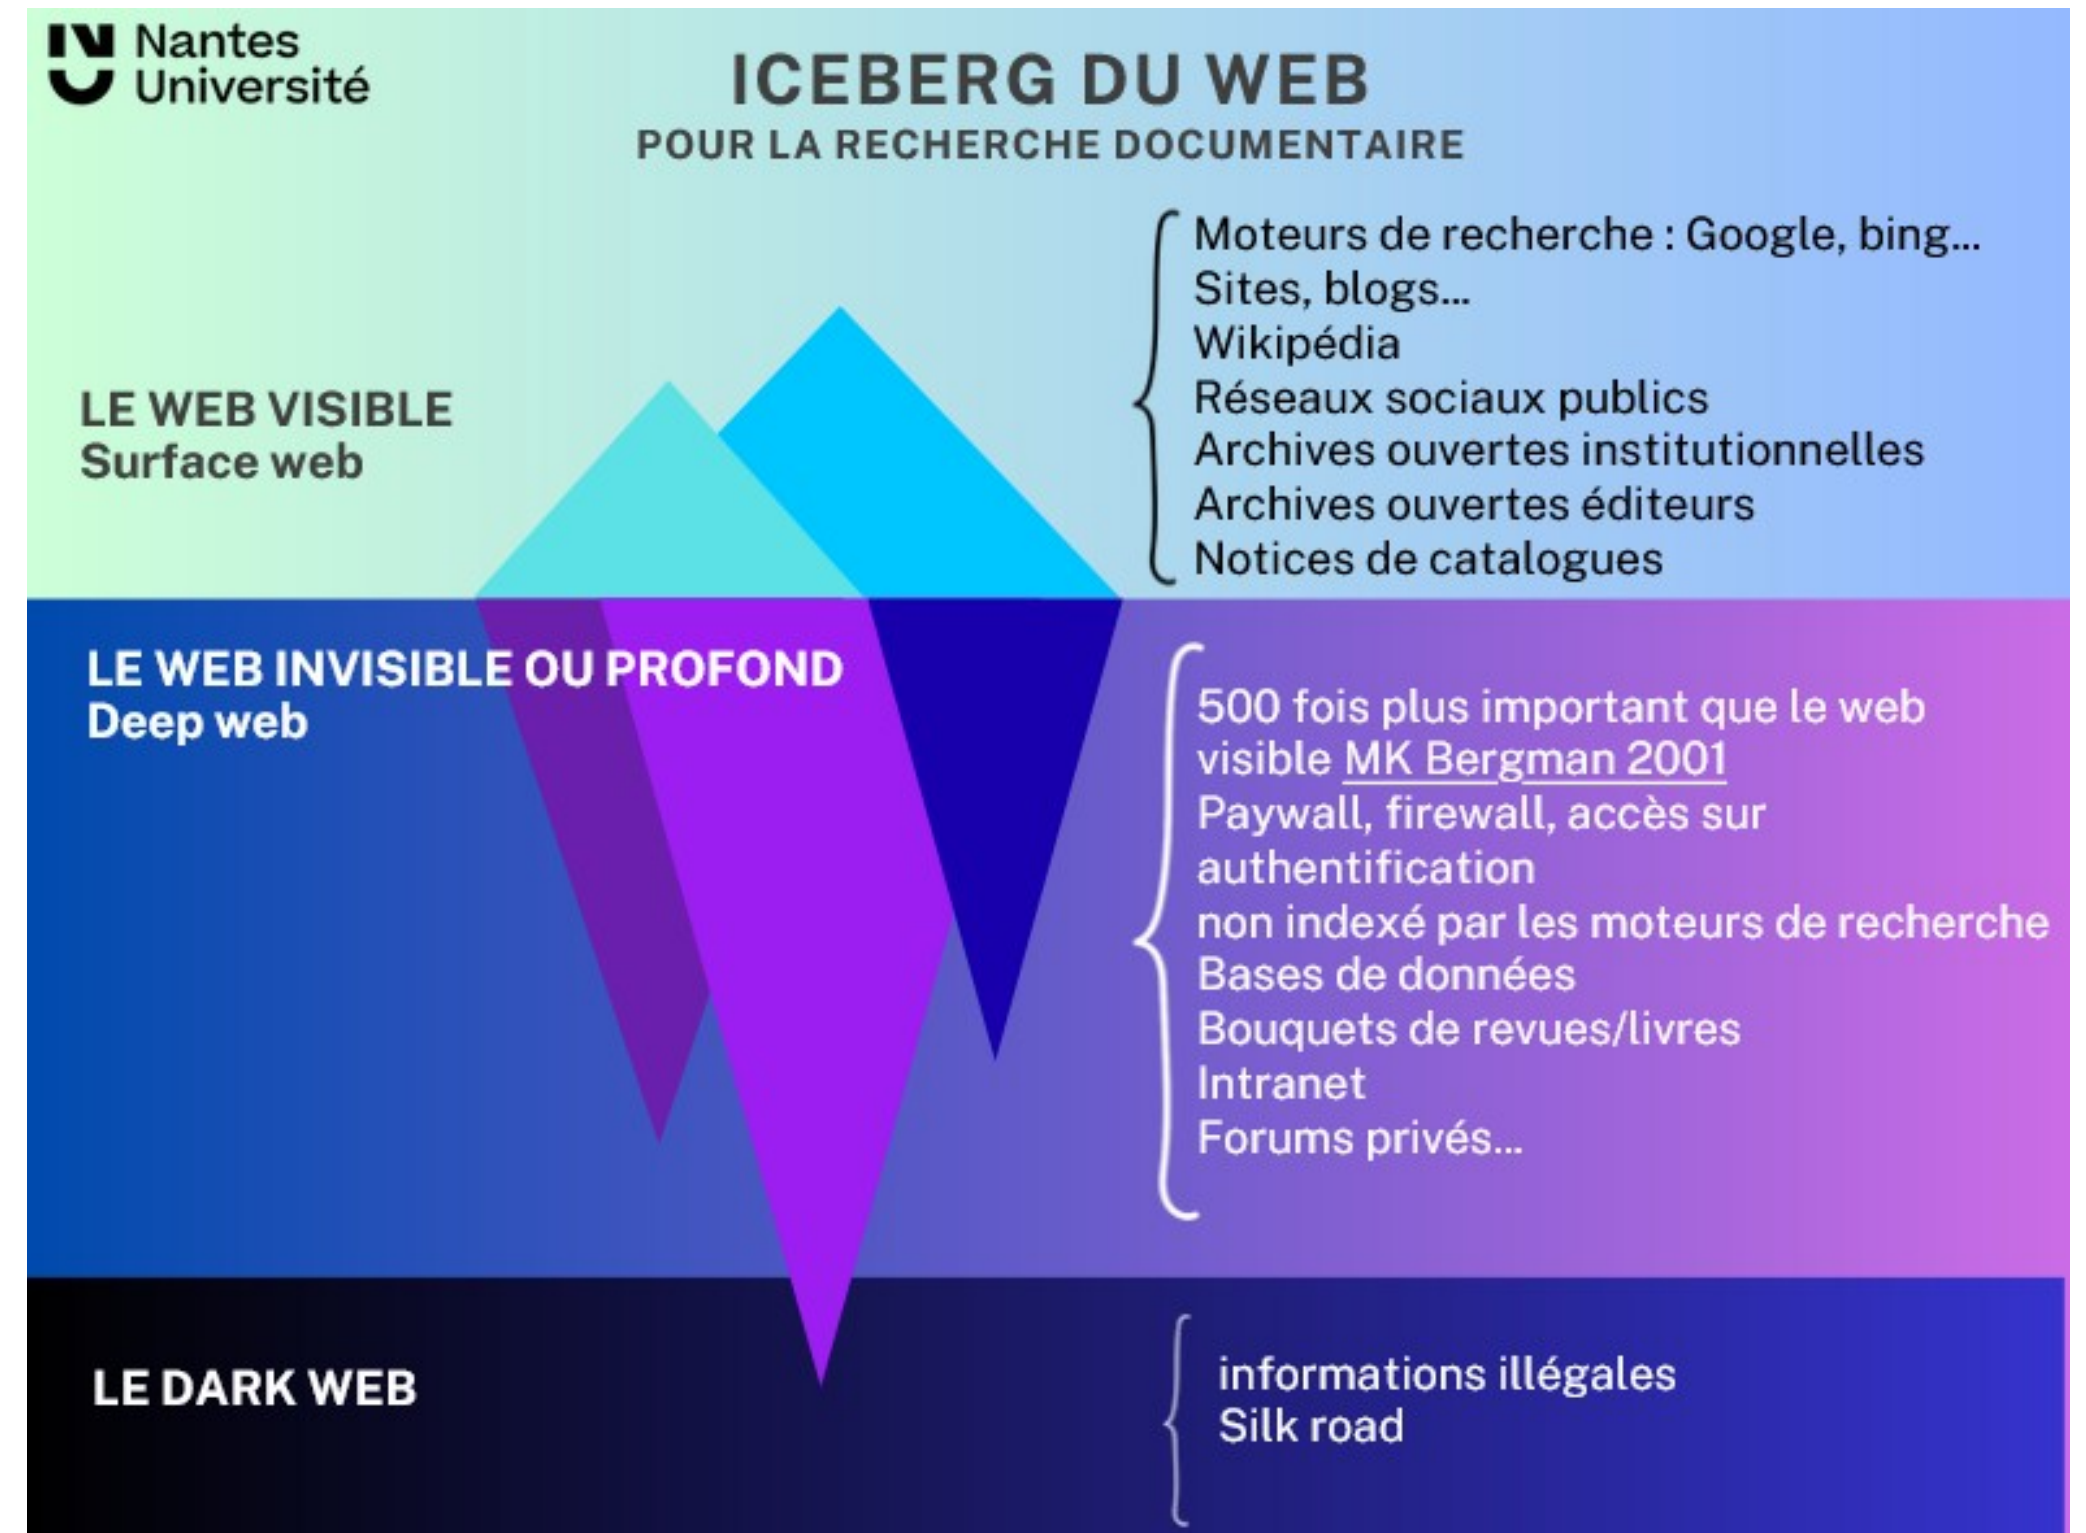 Nantes
Université
ICEBERG DU WEB
POUR LA RECHERCHE DOCUMENTAIRE
LE WEB VISIBLE
Surface web
Moteurs de recherche : Google, bing...
Sites, blogs...
Wikipédia
Réseaux sociaux publics
Archives ouvertes institutionnelles
Archives ouvertes éditeurs
Notices de catalogues
LE WEB INVISIBLE OU PROFOND
Deep web
500 fois plus important que le web
visible MK Bergman 2001
Paywall, firewall, accès sur
authentification
non indexé par les moteurs de recherche
Bases de données
Bouquets de revues/livres
Intranet
Forums privés...
LE DARK WEB
informations illégales
Silk road